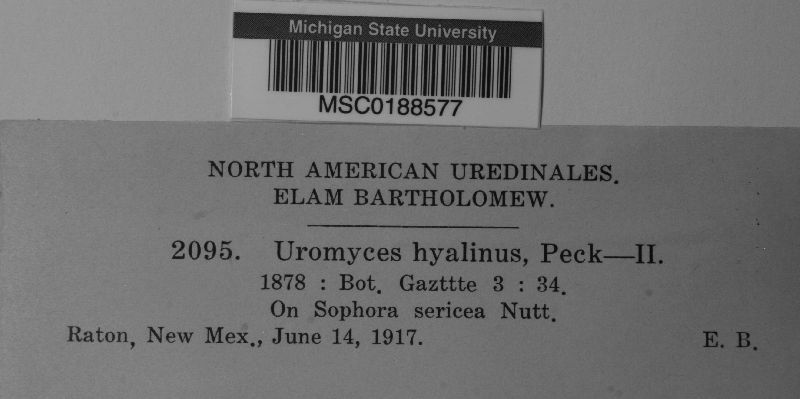 Michigan State University
MSC0188577
NORTH AMERICAN UREDINALES.
ELAM BARTHOLOMEW.
2095. Uromyces hyalinus, Peck—II.
1878 : Bot. Gazttte 3 : 34.
On Sophora sericea Nutt.
Raton, New Mex., June 14, 1917. E. B.